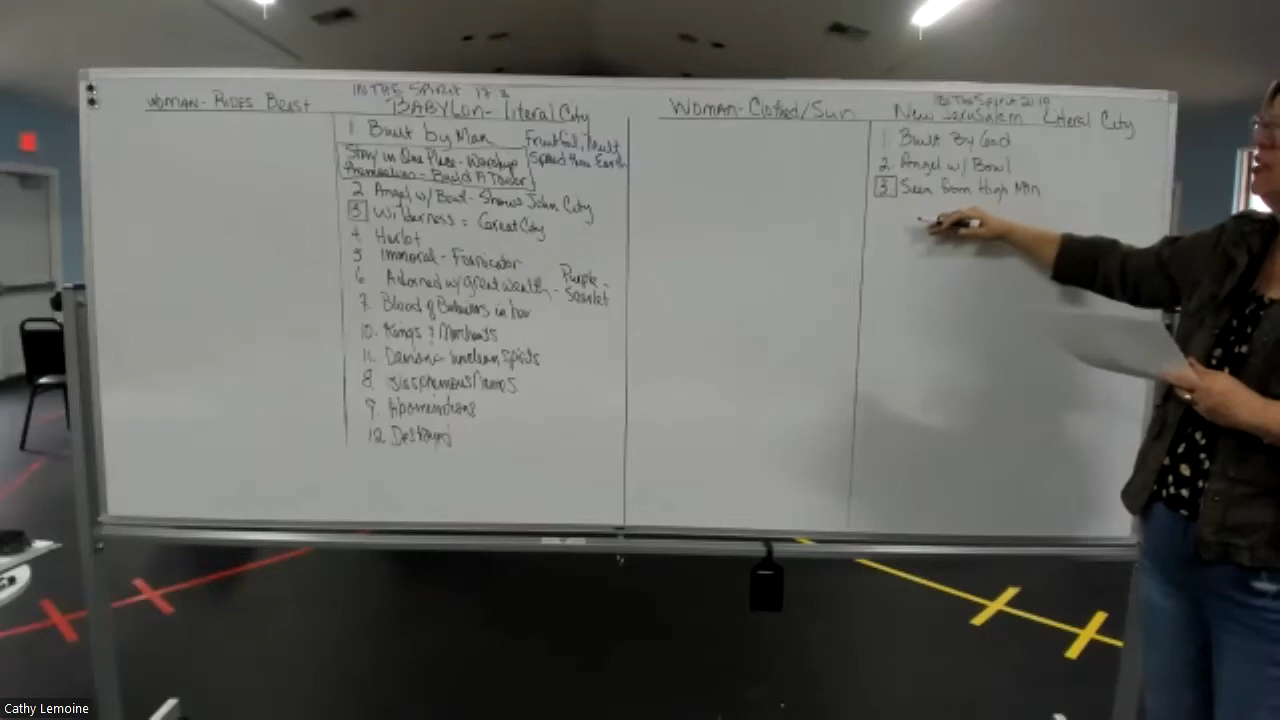 WOMAN- RIDES BEAST
IN THE SPIRIT 17:3
BABYLON- Literal City
1 Built by Man
Fruitful, Mult
Spread thru Earth
Stay in One Place - Worship
Themselves - Build A Tower
2 Angel w/ Bowl - Shows John City
3 Wilderness = Great City
4 Harlot
5 Immoral - Fornicator
6 Adorned w/ great wealth - Purple -
Scarlet
7. Blood of Believers in her
10. Kings & Merchants
11. Demons - Unclean Spirits
8. Blasphemous Names
9. Abominations
12 Destroyed
WOMAN- Clothed/Sun
In The Spirit 21:10
New Jerusalem Literal City
1 Built By God
2. Angel w/ Bowl
3 Seen from High Mtn
Cathy Lemoine